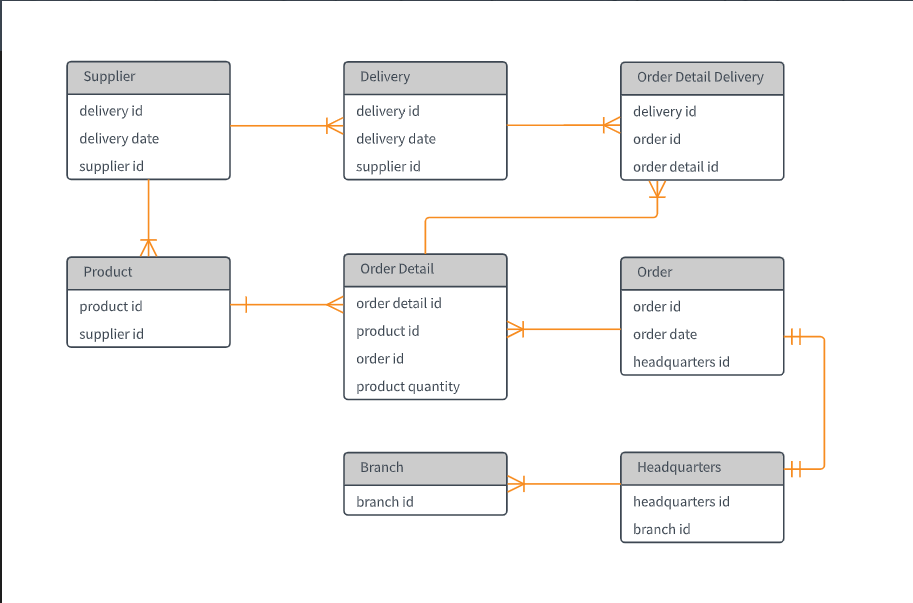 Supplier
delivery id
delivery date
supplier id
Delivery
delivery id
delivery date
supplier id
Order Detail Delivery
delivery id
order id
order detail id
Product
product id
supplier id
Order Detail
order detail id
product id
order id
product quantity
Order
order id
order date
headquarters id
Branch
branch id
Headquarters
headquarters id
branch id